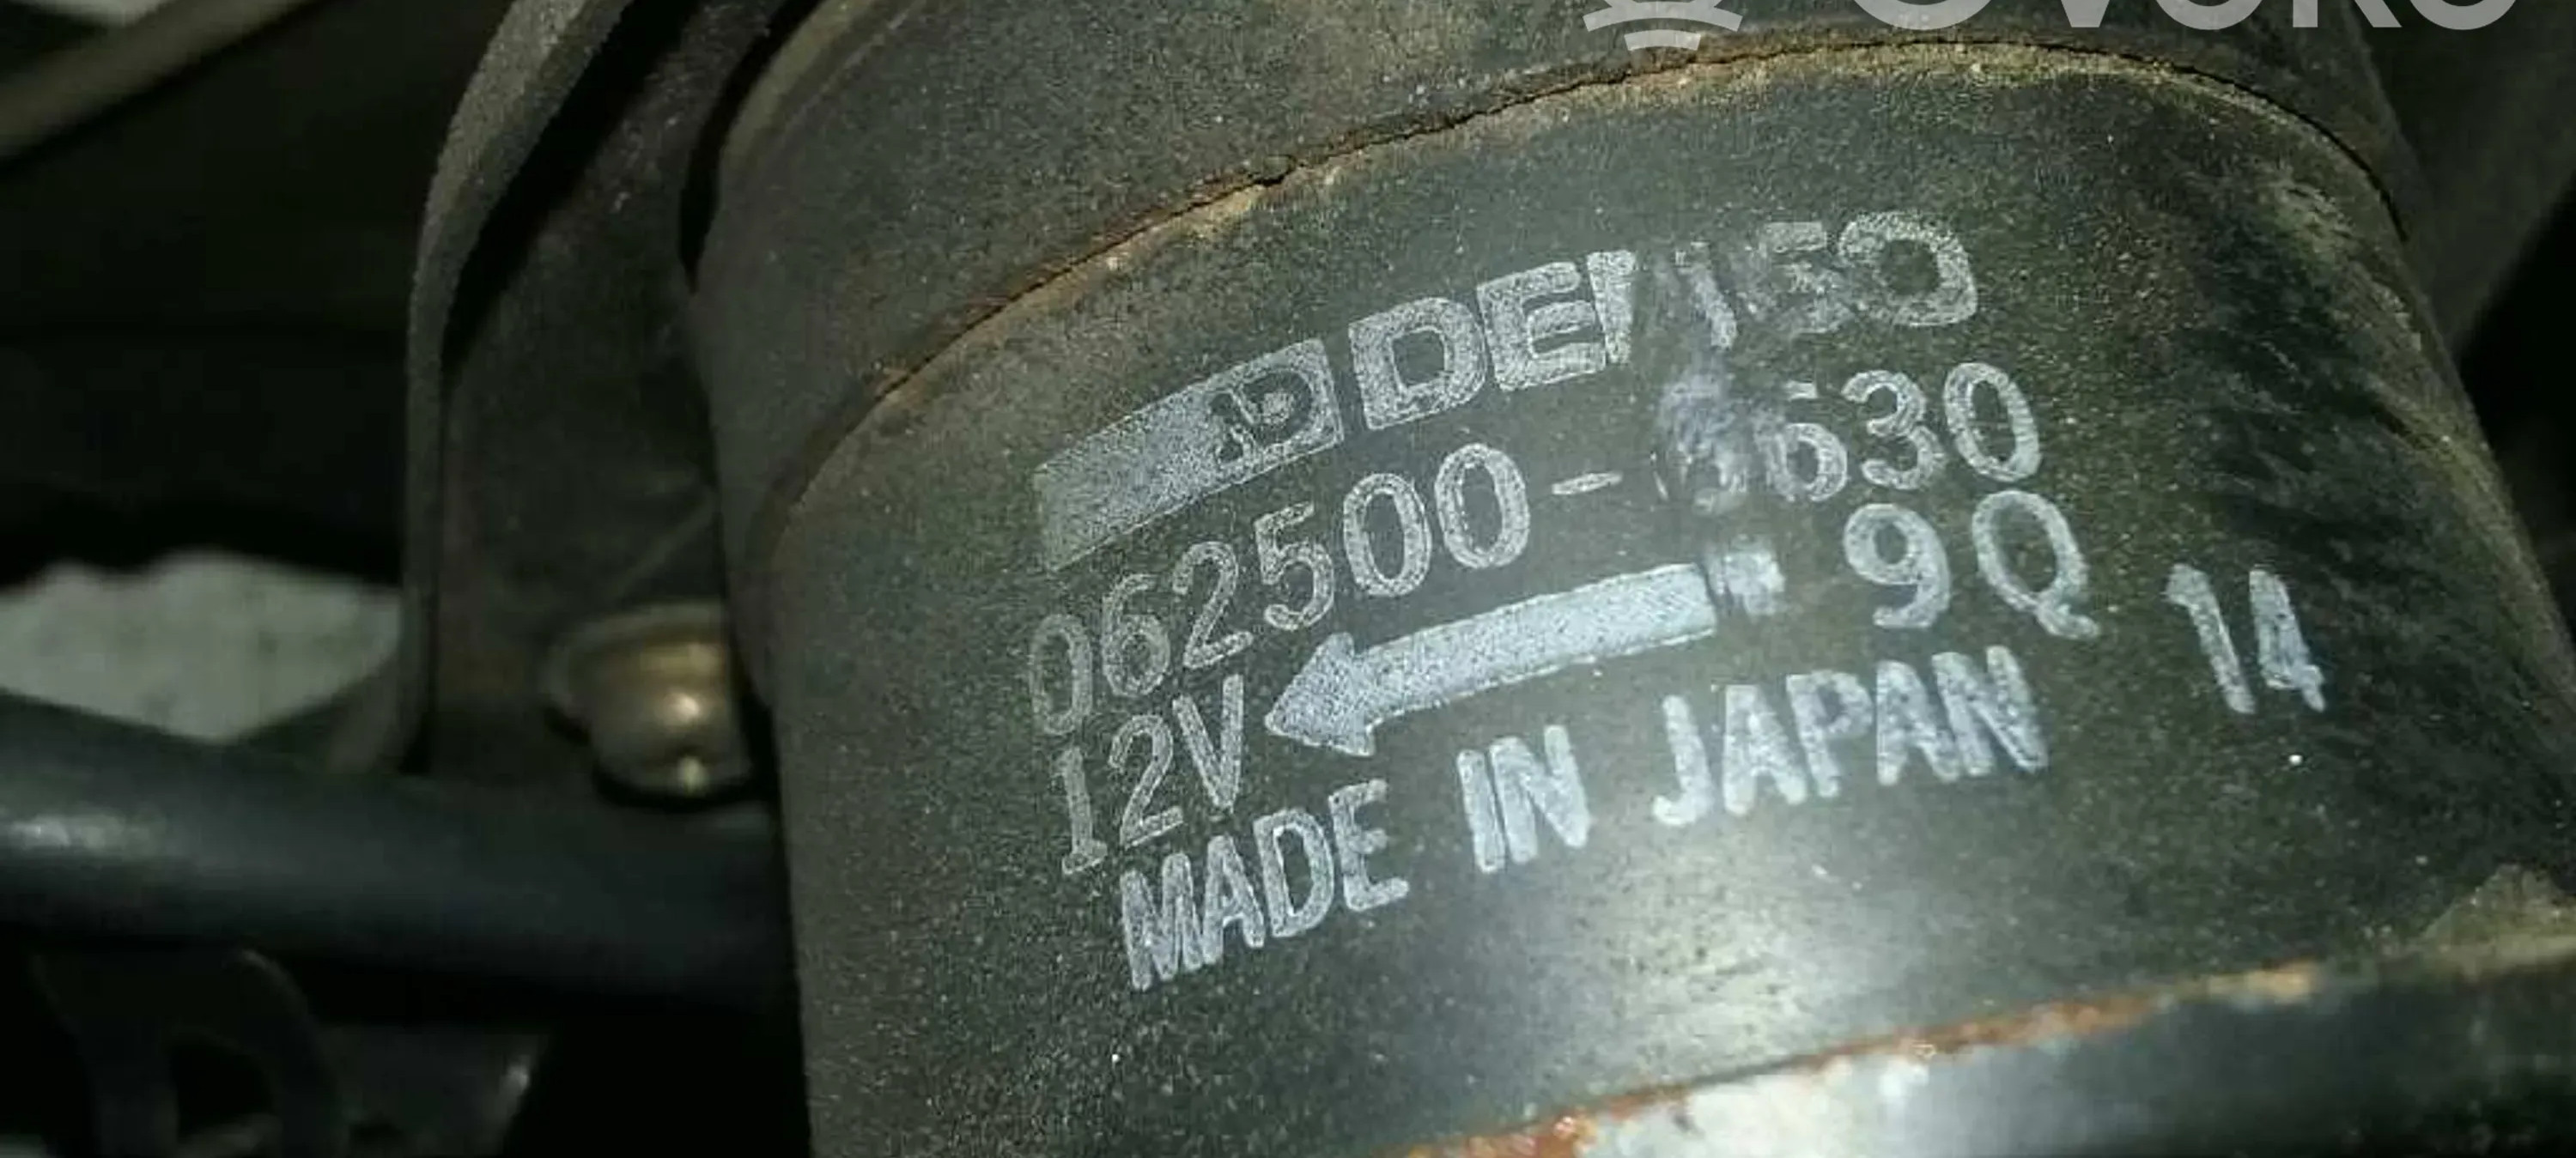 DENSO
062500-
12V 9Q 14
MADE IN JAPAN